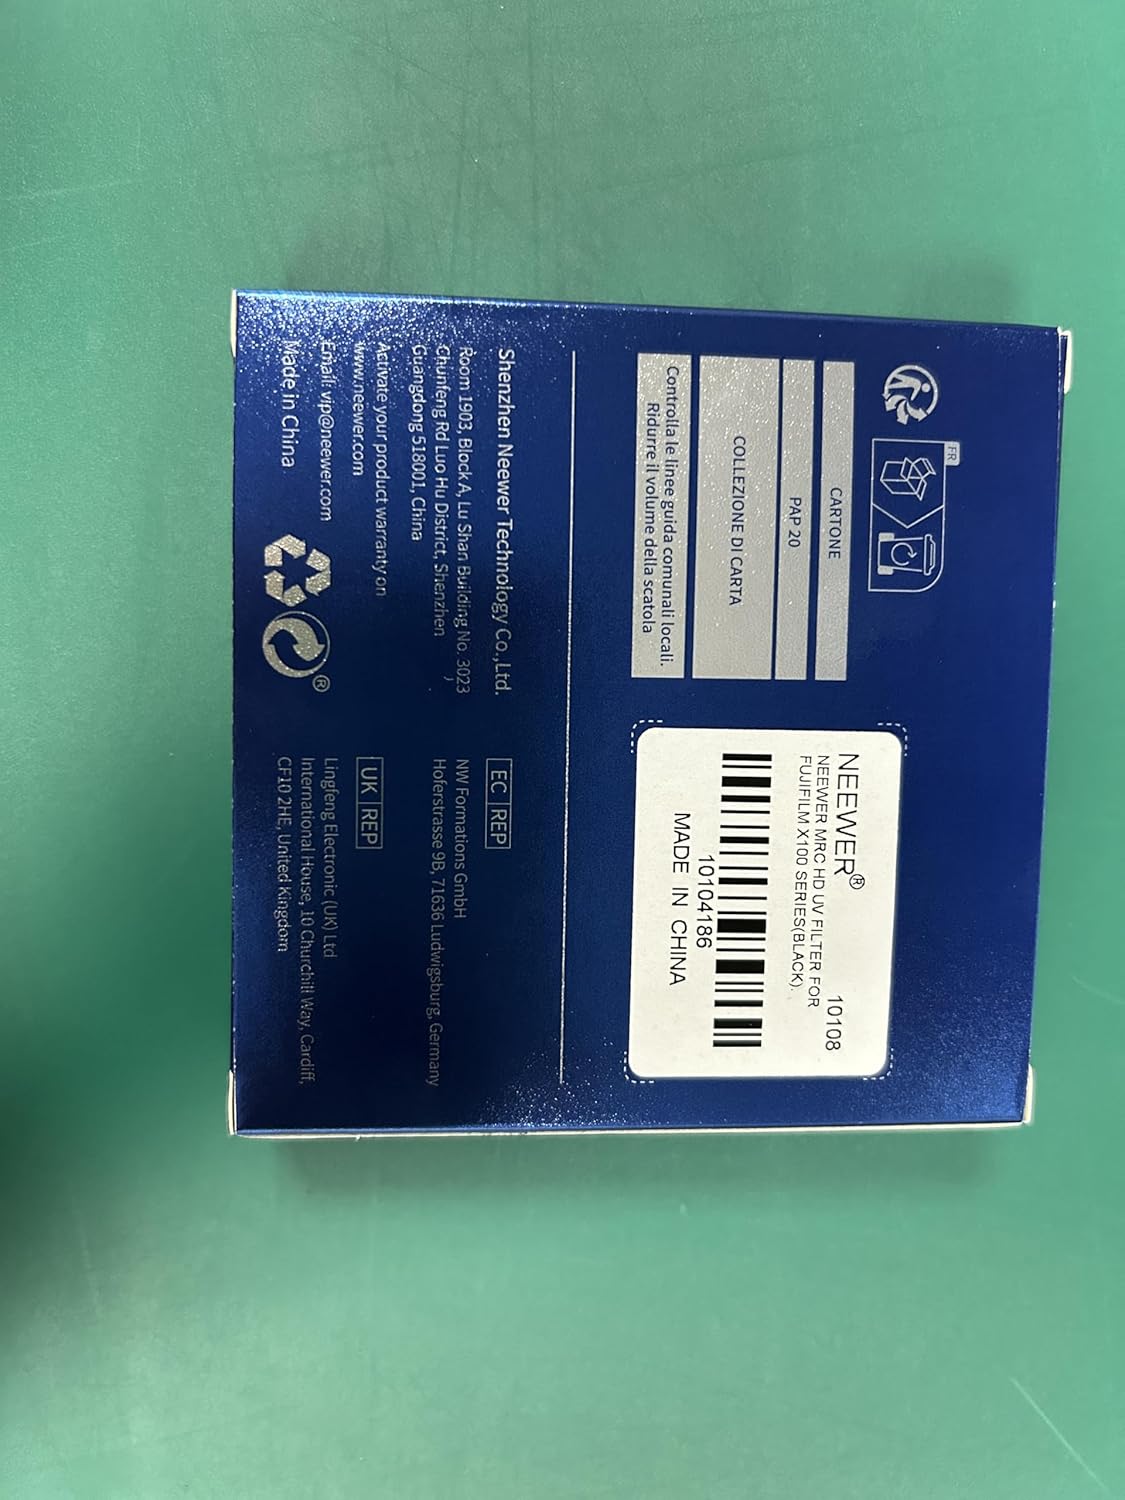 FR
CARTONE
PAP 20
COLLEZIONE DI CARTA
Controlla le linee guida comunali locali.
Ridurre il volume della scatola
NEEWER®
10108
NEEWER MRC HD UV FILTER FOR
FUJIFILM X100 SERIES(BLACK).
10104186
MADE IN CHINA
Shenzhen Neewer Technology Co.,Ltd.
Room 1903, Block A, Lu Shan Building No. 3023,
Chunfeng Rd Luo Hu District, Shenzhen
Guangdong 518001, China
Activate your product warranty on
www.neewer.com
Email: vip@neewer.com
Made in China
®
EC REP
NW Formations GmbH
Hoferstrasse 9B, 71636 Ludwigsburg, Germany
UK REP
Lingfeng Electronic (UK) Ltd
International House, 10 Churchill Way, Cardiff,
CF10 2HE, United Kingdom